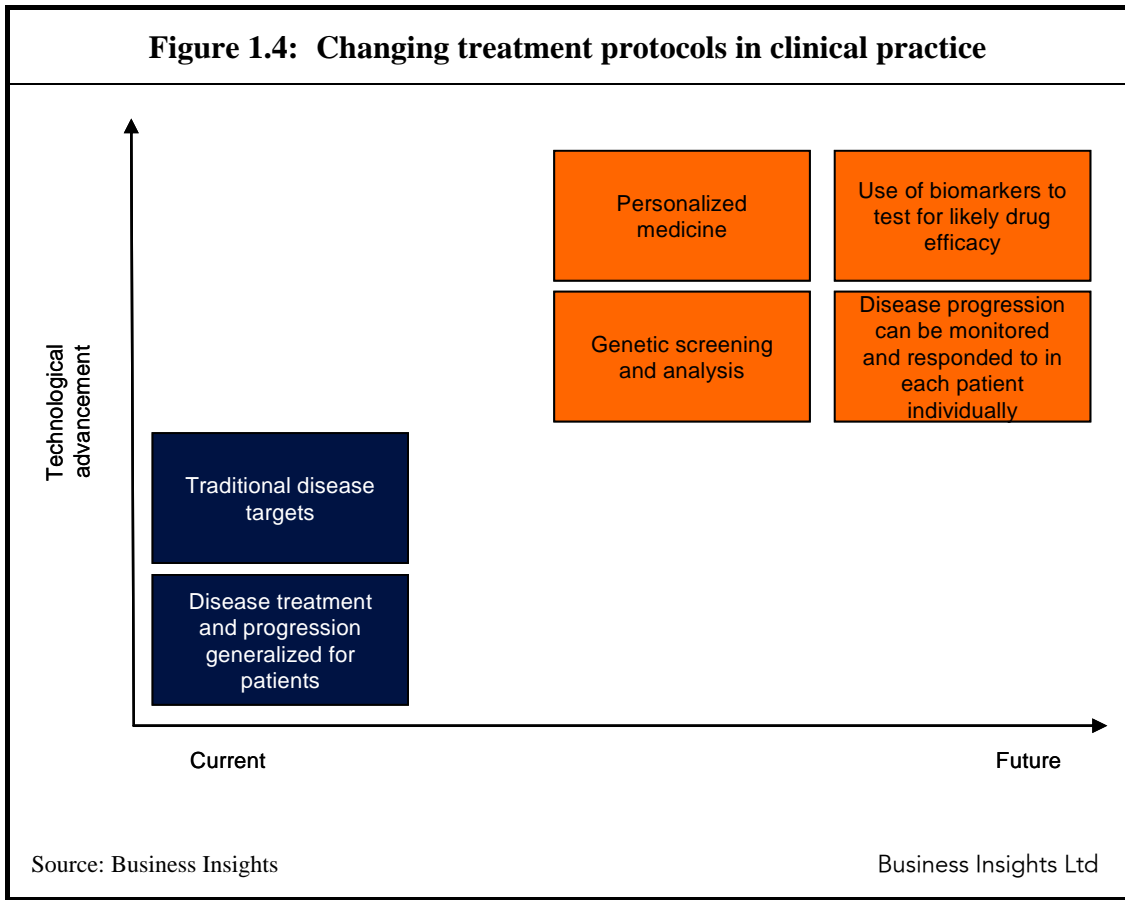 Figure 1.4: Changing treatment protocols in clinical practice
Technological
advancement
Personalized
medicine
Use of biomarkers to
test for likely drug
efficacy
Genetic screening
and analysis
Disease progression
can be monitored
and responded to in
each patient
individually
Traditional disease
targets
Disease treatment
and progression
generalized for
patients
Current
Future
Source: Business Insights
Business Insights Ltd